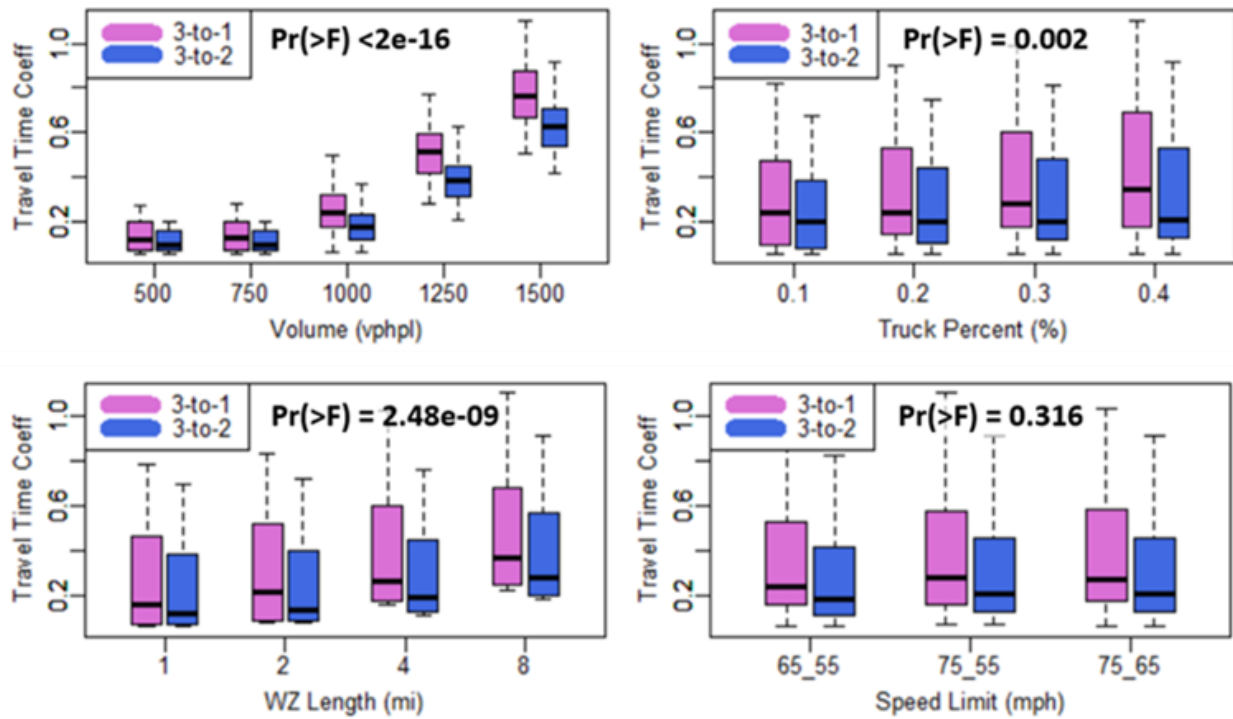 3-to-1
3-to-2
Pr(>F) <2e-16
Travel Time Coeff
0.2
0.6
1.0
500
750
1000
1250
1500
Volume (vphpl)
3-to-1
3-to-2
Pr(>F) = 0.002
Travel Time Coeff
0.2
0.6
1.0
0.1
0.2
0.3
0.4
Truck Percent (%)
3-to-1
3-to-2
Pr(>F) = 2.48e-09
Travel Time Coeff
0.2
0.6
1.0
1
2
4
8
WZ Length (mi)
3-to-1
3-to-2
Pr(>F) = 0.316
Travel Time Coeff
0.2
0.6
1.0
65_55
75_55
75_65
Speed Limit (mph)